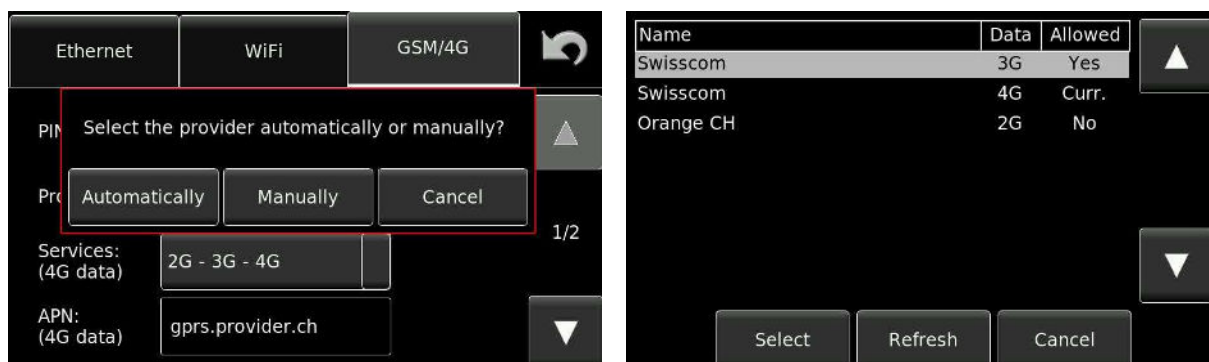 Ethernet WiFi GSM/4G
PIN
Select the provider automatically or manually?
Automatically Manually Cancel
1/2
Services:
(4G data)
2G - 3G - 4G
APN:
(4G data)
gprs.provider.ch
Name Data Allowed
Swisscom 3G Yes
Swisscom 4G Curr.
Orange CH 2G No
Select Refresh Cancel